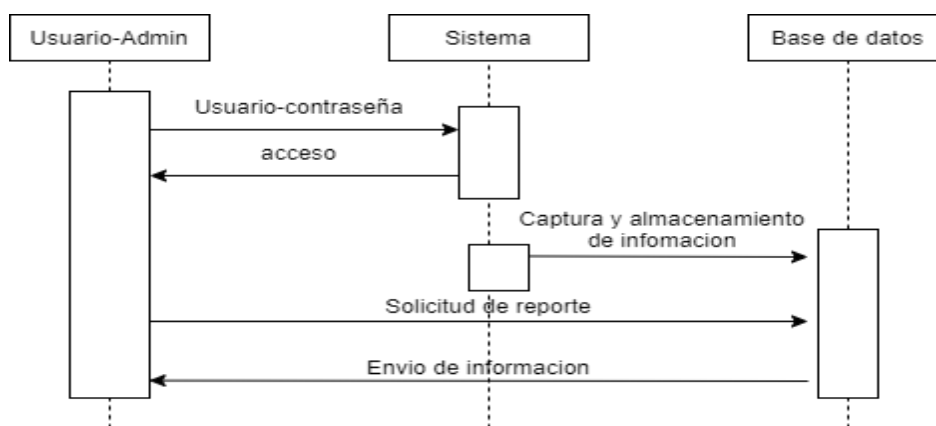 Usuario-Admin
Sistema
Base de datos
Usuario-contraseña
acceso
Captura y almacenamiento
de infomacion
Solicitud de reporte
Envio de informacion